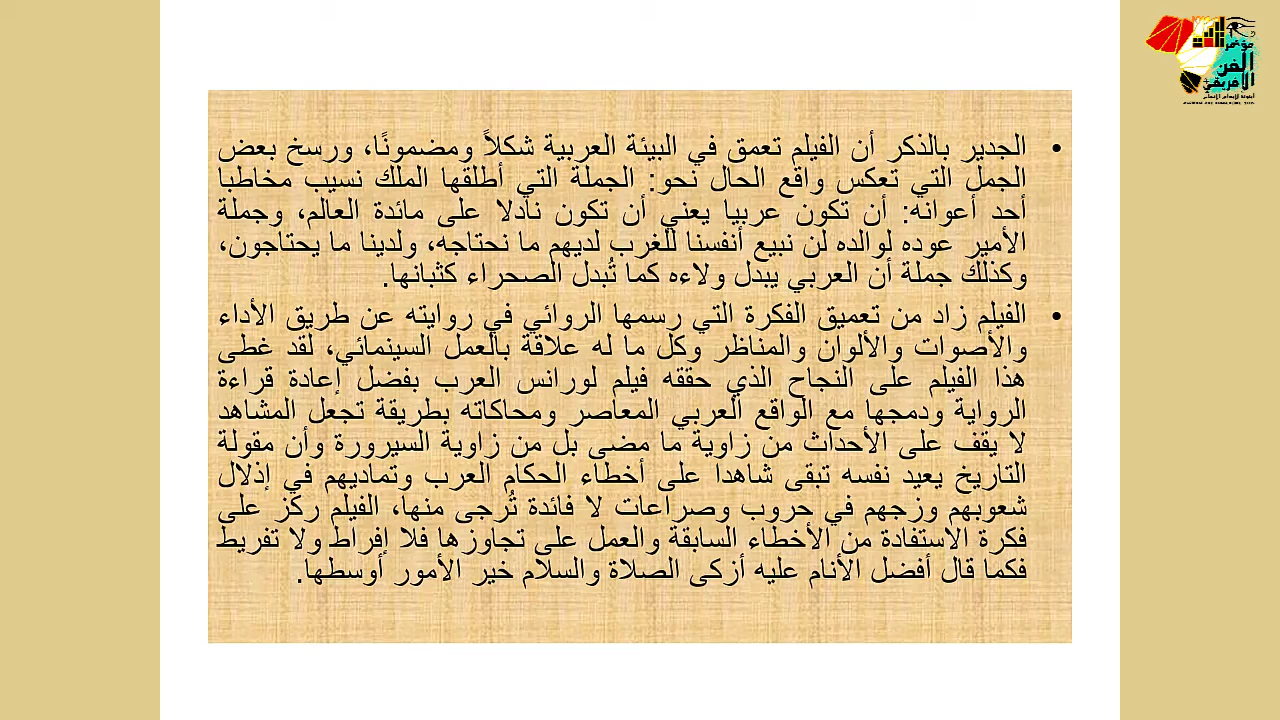 مؤتمر
الفن
الأفريقي
• الجدير بالذكر أن الفيلم تعمق في البيئة العربية شكلاً ومضمونًا، ورسخ بعض
الجمل التي تعكس واقع الحال نحو: الجملة التي أطلقها الملك نسيب مخاطبا
أحد أعوانه: أن تكون عربيا يعني أن تكون نادلا على مائدة العالم، وجملة
الأمير عوده لوالده لن نبيع أنفسنا للغرب لديهم ما نحتاجه، ولدينا ما يحتاجون،
وكذلك جملة أن العربي يبدل ولاءه كما تُبدل الصحراء كثبانها.
• الفيلم زاد من تعميق الفكرة التي رسمها الروائي في روايته عن طريق الأداء
والأصوات والألوان والمناظر وكل ما له علاقة بالعمل السينمائي، لقد غطى
هذا الفيلم على النجاح الذي حققه فيلم لورانس العرب بفضل إعادة قراءة
الرواية ودمجها مع الواقع العربي المعاصر ومحاكاته بطريقة تجعل المشاهد
لا يقف على الأحداث من زاوية ما مضى بل من زاوية السيرورة وأن مقولة
التاريخ يعيد نفسه تبقى شاهدا على أخطاء الحكام العرب وتماديهم في إذلال
شعوبهم وزجهم في حروب وصراعات لا فائدة تُرجى منها، الفيلم ركز على
فكرة الاستفادة من الأخطاء السابقة والعمل على تجاوزها فلا إفراط ولا تفريط
فكما قال أفضل الأنام عليه أزكى الصلاة والسلام خير الأمور أوسطها.